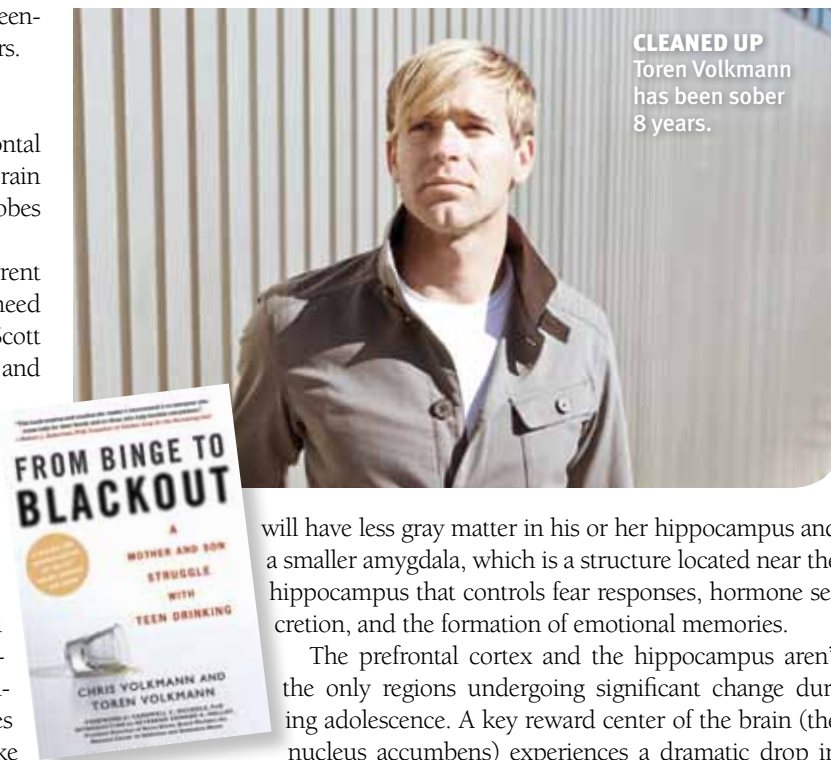 een-
rs.
ontal
rain
obes
rent
need
Scott
and
es
ke
CLEANED UP
Toren Volkmann
has been sober
8 years.
FROM BINGE TO
BLACKOUT
A
MOTHER AND SON
STRUGGLE
WITH
TEEN DRINKING
CHRIS VOLKMANN AND
TOREN VOLKMANN
will have less gray matter in his or her hippocampus and
a smaller amygdala, which is a structure located near the
hippocampus that controls fear responses, hormone se
cretion, and the formation of emotional memories.
The prefrontal cortex and the hippocampus aren'
the only regions undergoing significant change dur
ing adolescence. A key reward center of the brain (the
nucleus accumbens) experiences a dramatic drop in